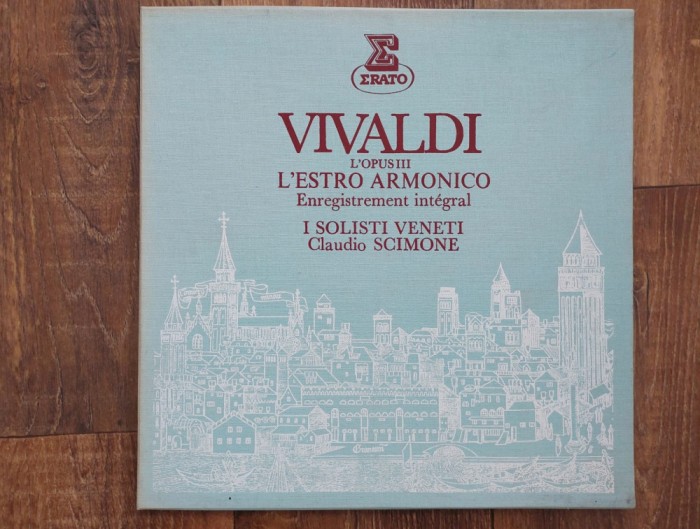 Σ
ΣRATO
VIVALDI
L'OPUS III
L'ESTRO ARMONICO
Enregistrement intégral
I SOLISTI VENETI
Claudio SCIMONE